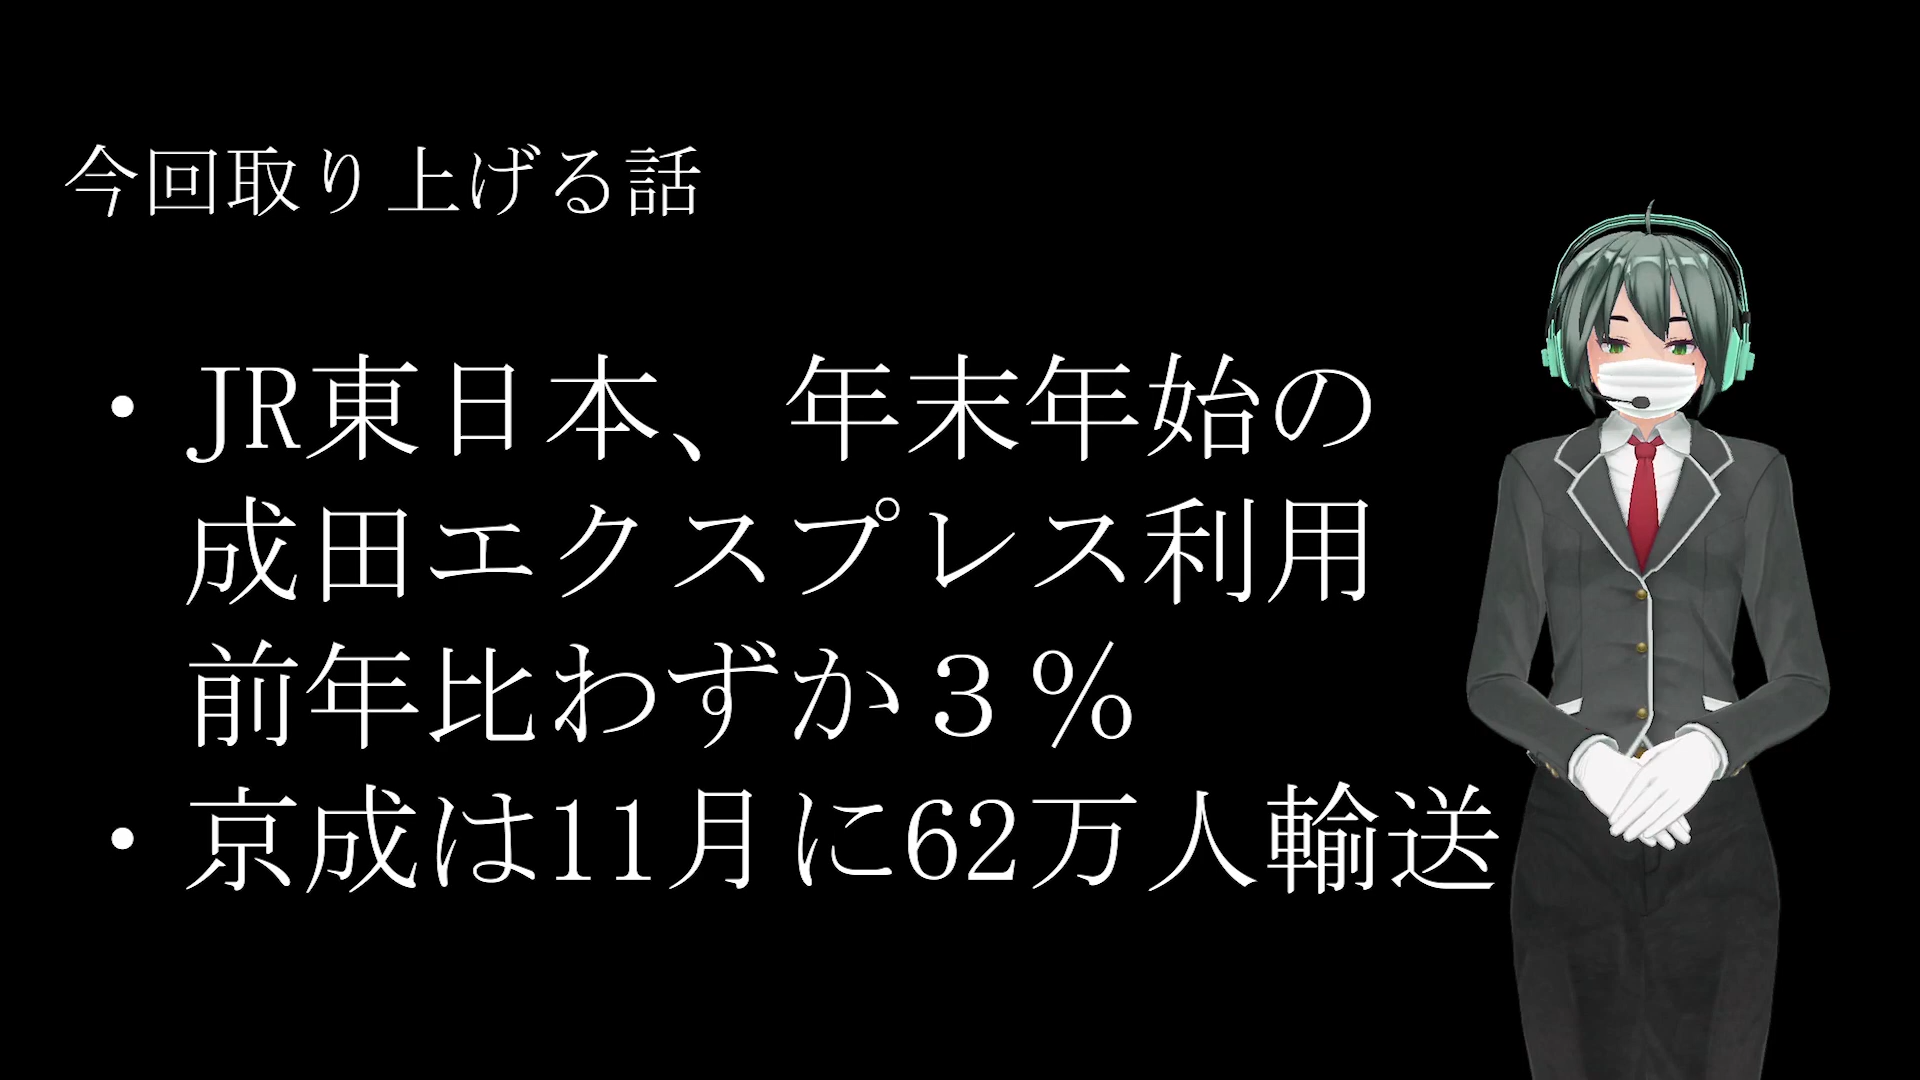 今回取り上げる話
・JR東日本、年末年始の
成田エクスプレス利用
前年比わずか３％
・京成は11月に62万人輸送